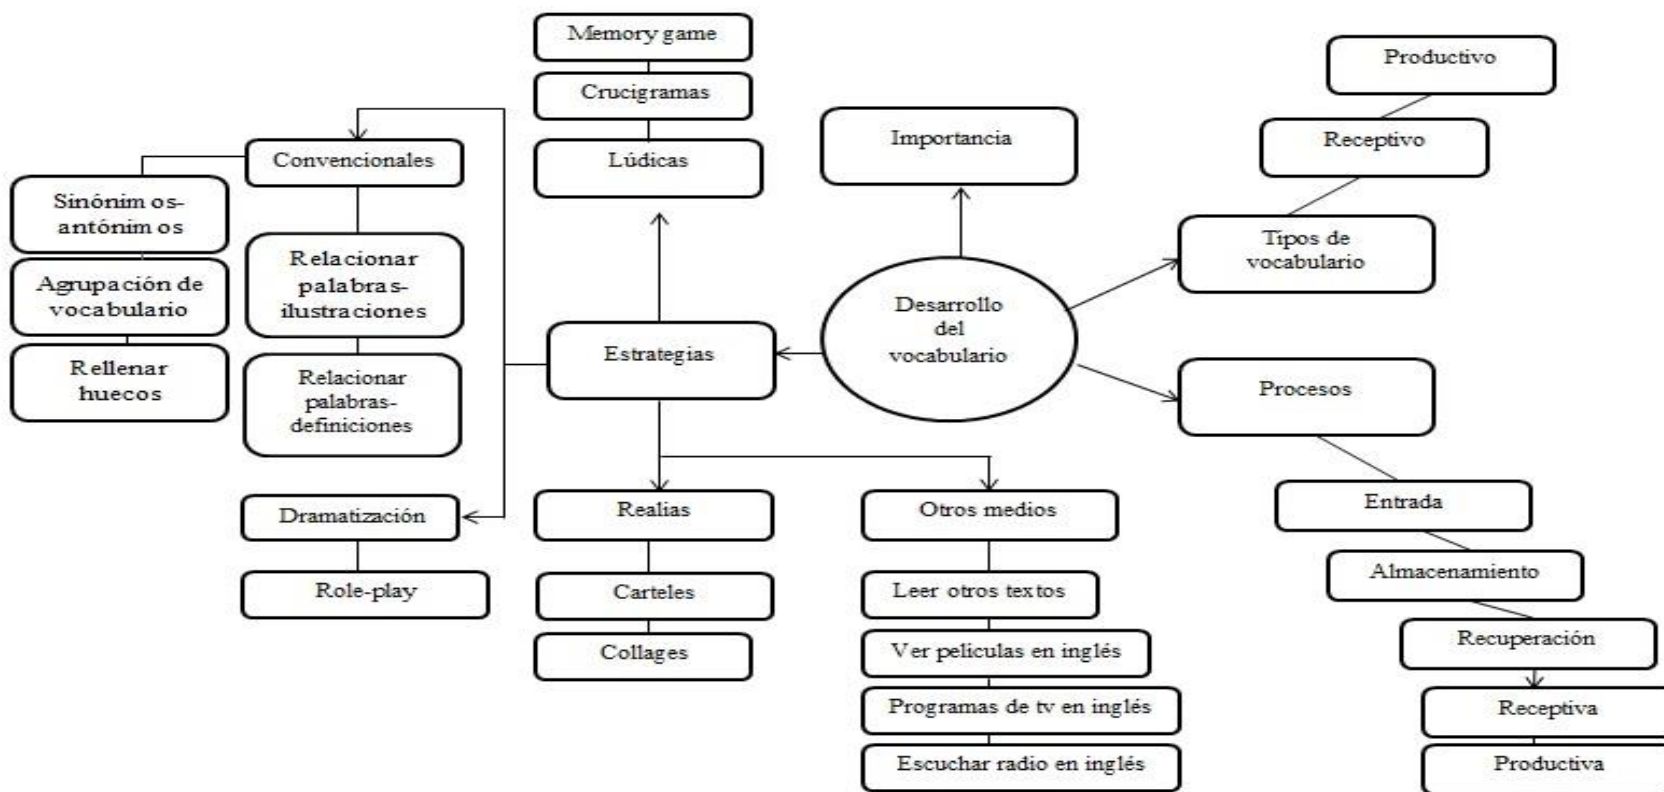 Memory game
Crucigramas
Lúdicas
Convencionales
Sinónim os-
antónim os
Agrupación de
vocabulario
Rellenar
huecos
Relacionar
palabras-
ilustraciones
Relacionar
palabras-
definiciones
Dramatización
Role-play
Estrategias
Realias
Carteles
Collages
Otros medios
Leer otros textos
Ver peliculas en inglés
Programas de tv en inglés
Escuchar radio en inglés
Desarrollo
del
vocabulario
Importancia
Productivo
Receptivo
Tipos de
vocabulario
Procesos
Entrada
Almacenamiento
Recuperación
Receptiva
Productiva